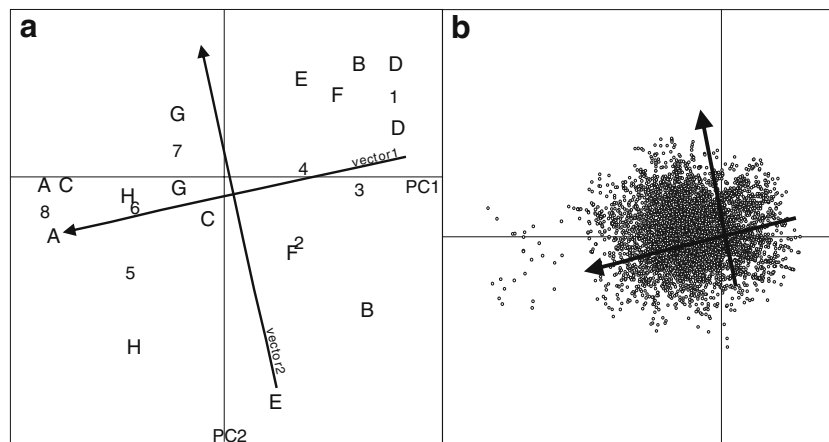 a
b
B D
E
F 1
G D
7 4 vector1
A C G 3 PC1
H
8 6 C
A
F 2
5
B
H vector2
E
PC2